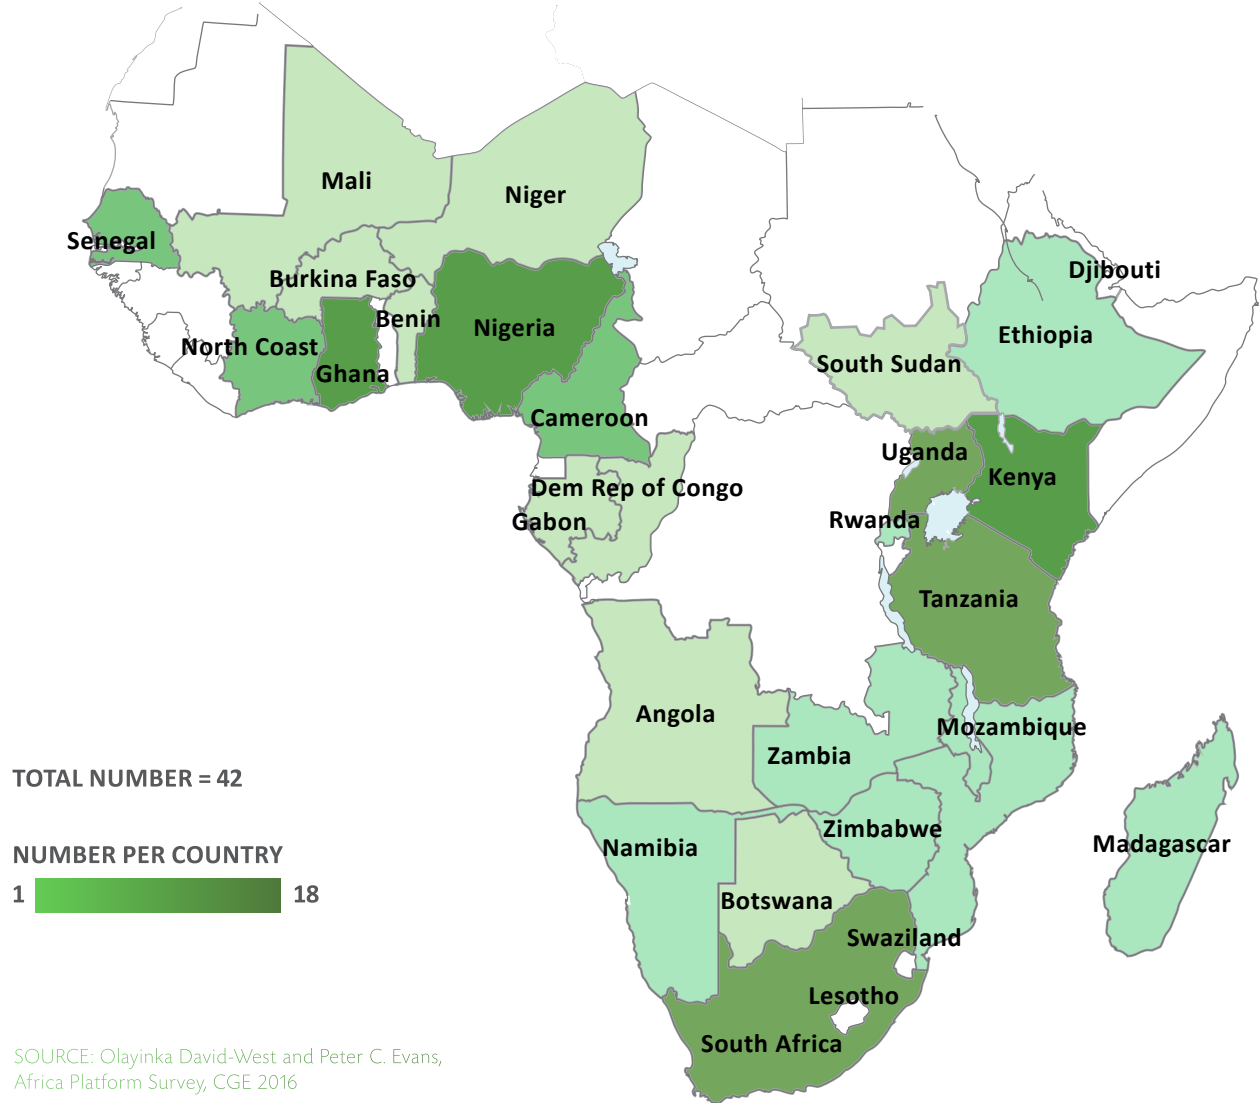 Mali
Niger
Senegal
Djibouti
Burkina Faso
Benin
Nigeria
Ethiopia
North Coast
South Sudan
Ghana
Cameroon
Uganda
Kenya
Dem Rep of Congo
Gabon
Rwanda
Tanzania
Angola
Mozambique
Zambia
TOTAL NUMBER = 42
Zimbabwe
Namibia
Madagascar
NUMBER PER COUNTRY
1 18
Botswana
Swaziland
Lesotho
South Africa
SOURCE: Olayinka David-West and Peter C. Evans,
Africa Platform Survey, CGE 2016